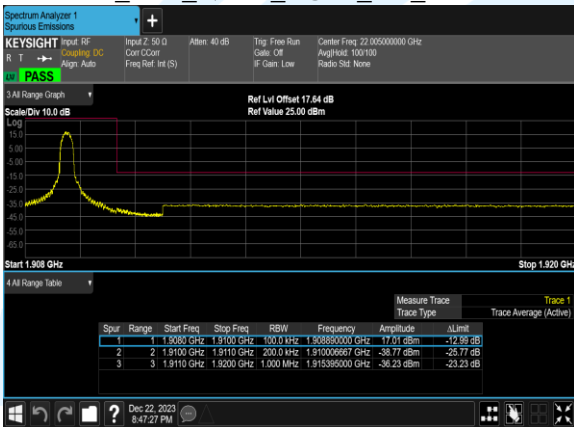 Spectrum Analyzer 1
Spurious Emissions
+
KEYSIGHT Input: RF Input Z: 50 Ω Atten: 40 dB Trig: Free Run Center Freq: 22.005000000 GHz
R T Coupling: DC Corr CCorr Gate: Off Avg|Hold: 100/100
Align: Auto Freq Ref: Int (S) IF Gain: Low Radio Std: None
PASS
3 All Range Graph
Ref Lvl Offset 17.64 dB
Scale/Div 10.0 dB Ref Value 25.00 dBm
Log
15.0
5.00
-5.00
-15.0
-25.0
-35.0
-45.0
-55.0
-65.0
Start 1.908 GHz Stop 1.920 GHz
4 All Range Table
Measure Trace Trace 1
Trace Type Trace Average (Active)
Spur Range Start Freq Stop Freq RBW Frequency Amplitude ΔLimit
1 1 1.9080 GHz 1.9100 GHz 100.0 kHz 1.908890000 GHz 17.01 dBm -12.99 dB
2 2 1.9100 GHz 1.9110 GHz 200.0 kHz 1.910006667 GHz -38.77 dBm -25.77 dB
3 3 1.9110 GHz 1.9200 GHz 1.000 MHz 1.915395000 GHz -36.23 dBm -23.23 dB
? Dec 22, 2023
8:47:27 PM